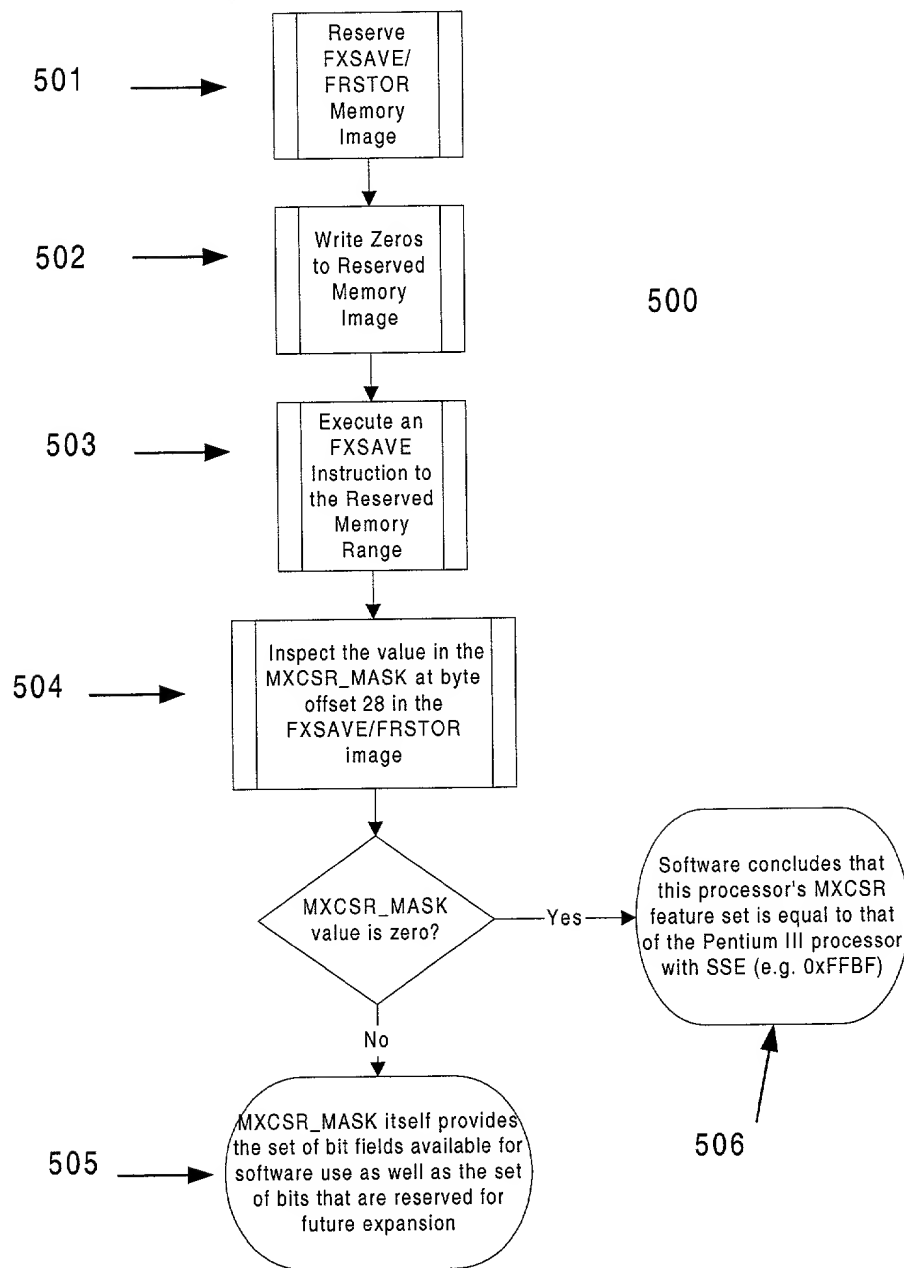 501
Reserve
FXSAVE/
FRSTOR
Memory
Image
502
Write Zeros
to Reserved
Memory
Image
500
503
Execute an
FXSAVE
Instruction to
the Reserved
Memory
Range
504
Inspect the value in the
MXCSR_MASK at byte
offset 28 in the
FXSAVE/FRSTOR
image
MXCSR_MASK
value is zero?
Yes
Software concludes that
this processor's MXCSR
feature set is equal to that
of the Pentium III processor
with SSE (e.g. 0xFFBF)
No
506
505
MXCSR_MASK itself provides
the set of bit fields available for
software use as well as the set
of bits that are reserved for
future expansion